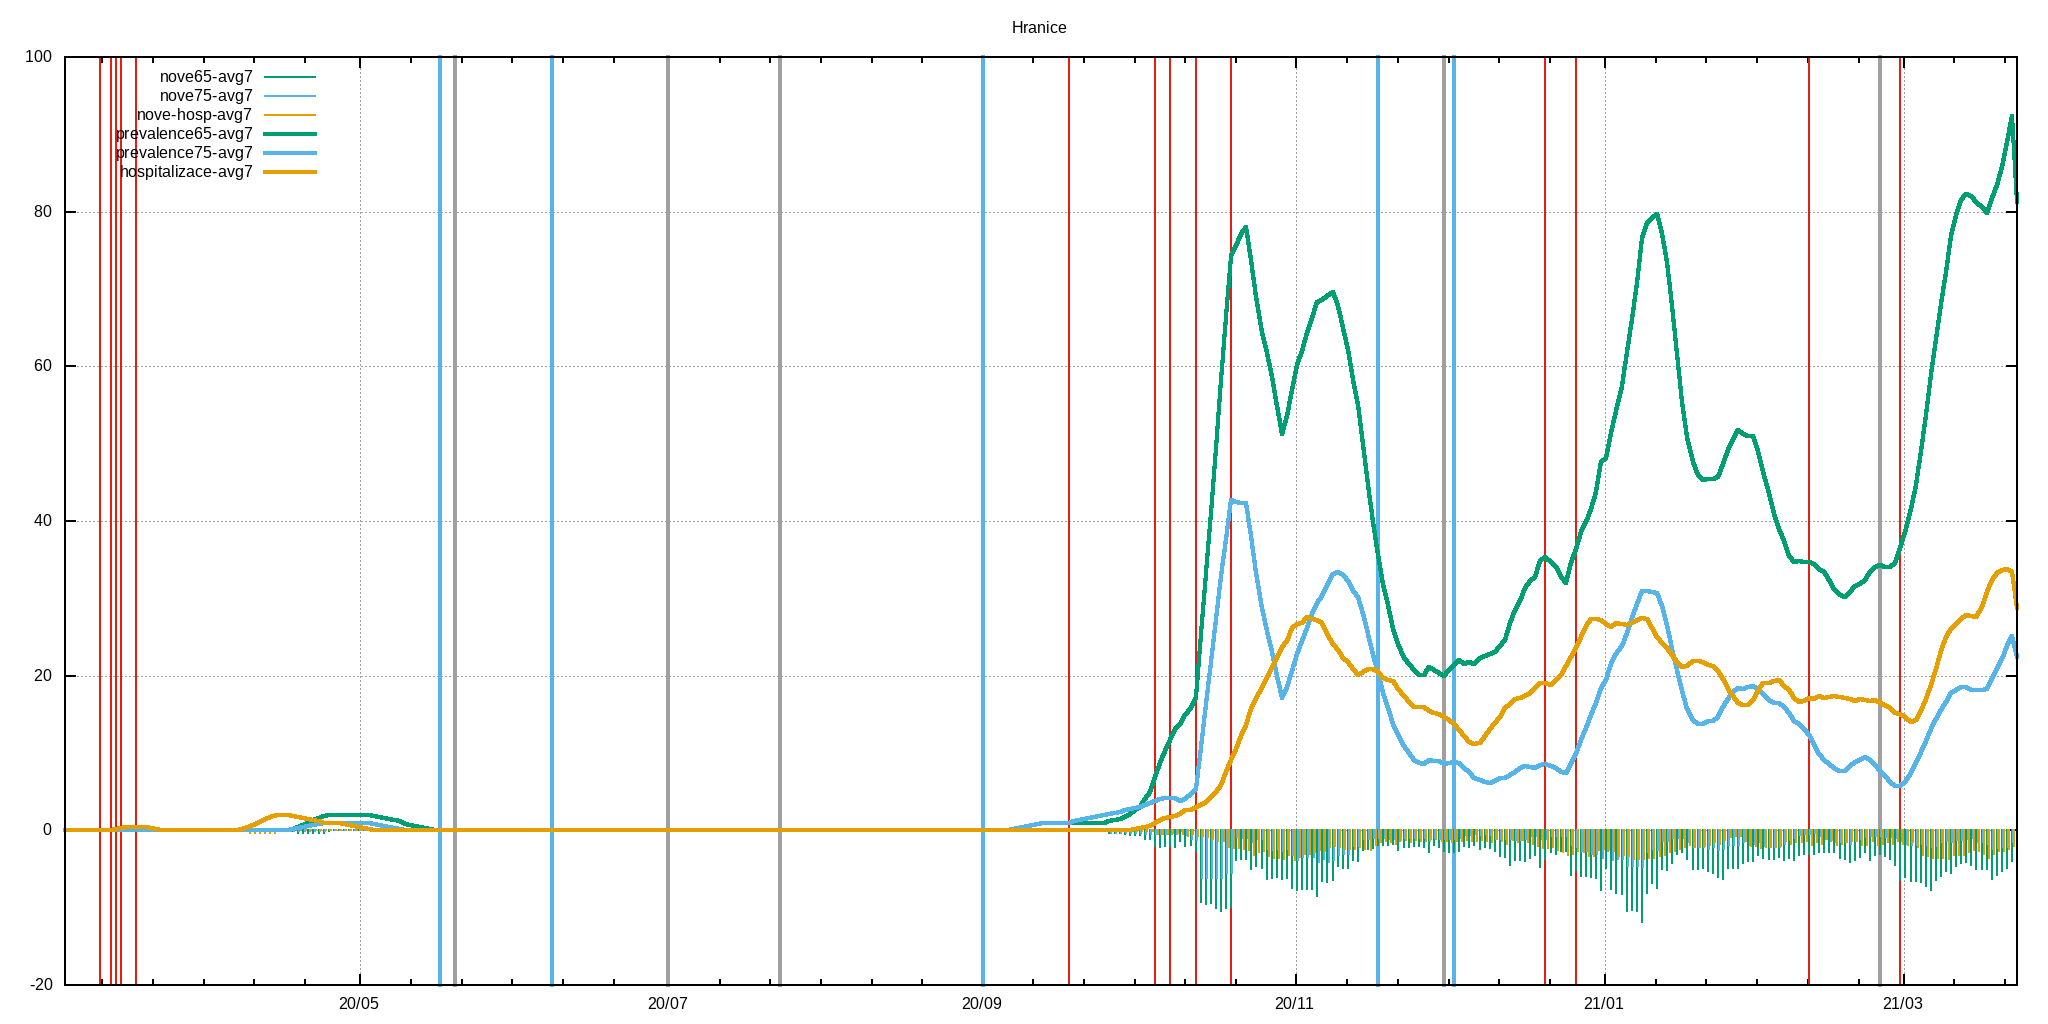 Hranice
100
80
60
40
20
0
-20
nove65-avg7
nove75-avg7
nove-hosp-avg7
prevalence65-avg7
prevalence75-avg7
hospitalizace-avg7
20/05
20/07
20/09
20/11
21/01
21/03